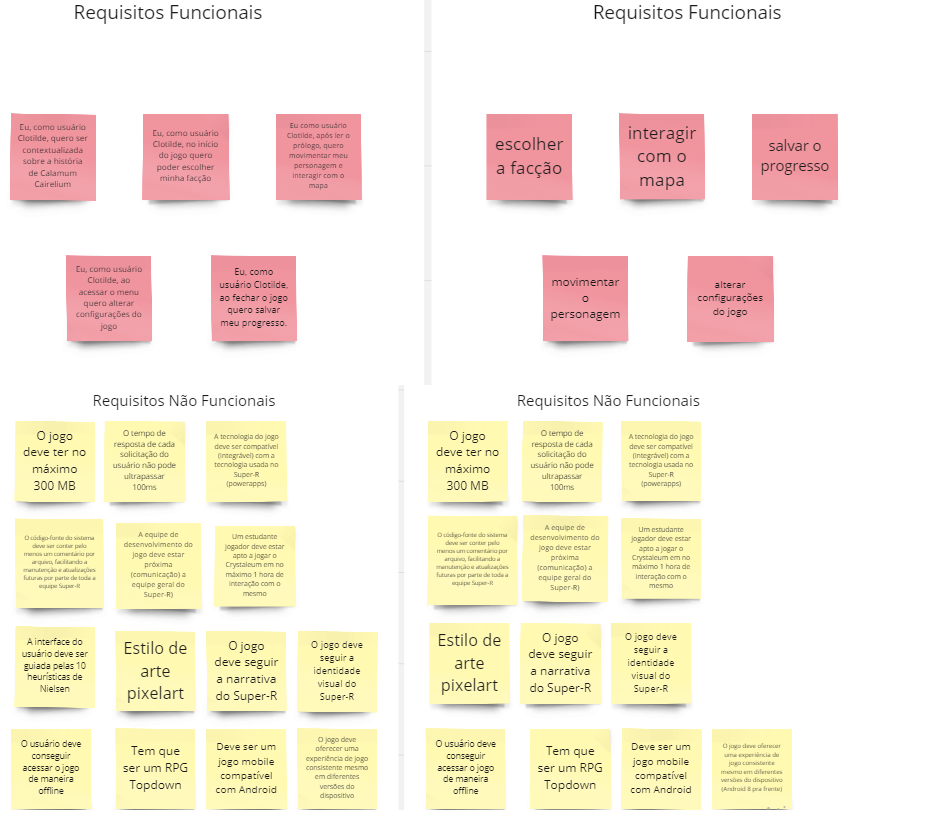 Requisitos Funcionais
Eu, como usuário
Clotilde, quero ser
contextualizada
sobre a história
de Calamum
Cairelium
Eu, como usuário
Clotilde, no início
do jogo quero
poder escolher
minha facção
Eu como usuário
Clotilde, após ler o
prólogo, quero
movimentar meu
personagem e
interagir com o
mapa
Eu, como usuário
Clotilde, ao
acessar o menu
quero alterar
configurações do
jogo
Eu, como
usuário Clotilde,
ao fechar o jogo
quero salvar
meu progresso.
Requisitos Funcionais
escolher
a facção
interagir
com o
mapa
salvar o
progresso
movimentar
o
personagem
alterar
configurações
do jogo
Requisitos Não Funcionais
O jogo
deve ter no
máximo
300 MB
O tempo de
resposta de cada
solicitação do
usuário não pode
ultrapassar
100ms
A tecnologia do jogo
deve ser compatível
(integrável) com a
tecnologia usada no
Super-R
(powerapps)
O código-fonte do sistema
deve ser conter pelo
menos um comentário por
arquivo, facilitando a
manutenção e atualizações
futuras por parte de toda a
equipe Super-R
A equipe de
desenvolvimento do
jogo deve estar
próxima
(comunicação) a
equipe geral do
Super-R)
Um estudante
jogador deve estar
apto a jogar o
Crystaleum em no
máximo 1 hora de
interação com o
mesmo
A interface do
usuário deve ser
guiada pelas 10
heurísticas de
Nielsen
Estilo de
arte
pixelart
O jogo
deve seguir
a narrativa
do Super-R
O jogo deve
seguir a
identidade
visual do
Super-R
O usuário deve
conseguir
acessar o jogo
de maneira
offline
Tem que
ser um RPG
Topdown
Deve ser um
jogo mobile
compatível
com Android
O jogo deve
oferecer uma
experiência de jogo
consistente mesmo
em diferentes
versões do
dispositivo
Requisitos Não Funcionais
O jogo
deve ter no
máximo
300 MB
O tempo de
resposta de cada
solicitação do
usuário não pode
ultrapassar
100ms
A tecnologia do jogo
deve ser compatível
(integrável) com a
tecnologia usada no
Super-R
(powerapps)
O código-fonte do sistema
deve ser conter pelo
menos um comentário por
arquivo, facilitando a
manutenção e atualizações
futuras por parte de toda a
equipe Super-R
A equipe de
desenvolvimento do
jogo deve estar
próxima
(comunicação) a
equipe geral do
Super-R)
Um estudante
jogador deve estar
apto a jogar o
Crystaleum em no
máximo 1 hora de
interação com o
mesmo
Estilo de
arte
pixelart
O jogo
deve seguir
a narrativa
do Super-R
O jogo deve
seguir a
identidade
visual do
Super-R
O usuário deve
conseguir
acessar o jogo
de maneira
offline
Tem que
ser um RPG
Topdown
Deve ser um
jogo mobile
compatível
com Android
O jogo deve oferecer
uma experiência de
jogo consistente
mesmo em diferentes
versões do dispositivo
(Android 8 pra frente)